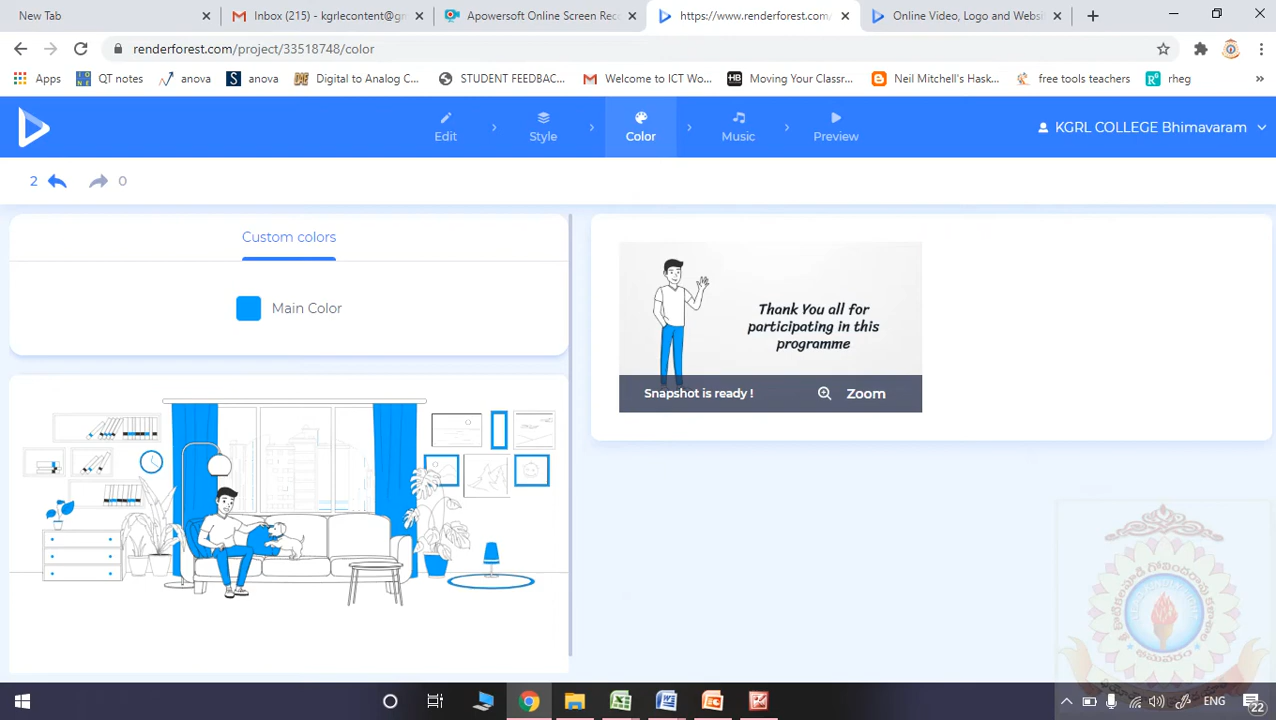 New Tab
Inbox (215) - kgrlecontent@gr
Apowersoft Online Screen Rec
https://www.renderforest.com/
Online Video, Logo and Websi
renderforest.com/project/33518748/color
Apps
QT notes
anova
anova
Digital to Analog C...
STUDENT FEEDBAC...
Welcome to ICT Wo...
Moving Your Classr...
Neil Mitchell's Hask...
free tools teachers
rheg
Edit
Style
Color
Music
Preview
KGRL COLLEGE Bhimavaram
2
0
Custom colors
Main Color
Thank You all for
participating in this
programme
Snapshot is ready !
Zoom
ENG
22